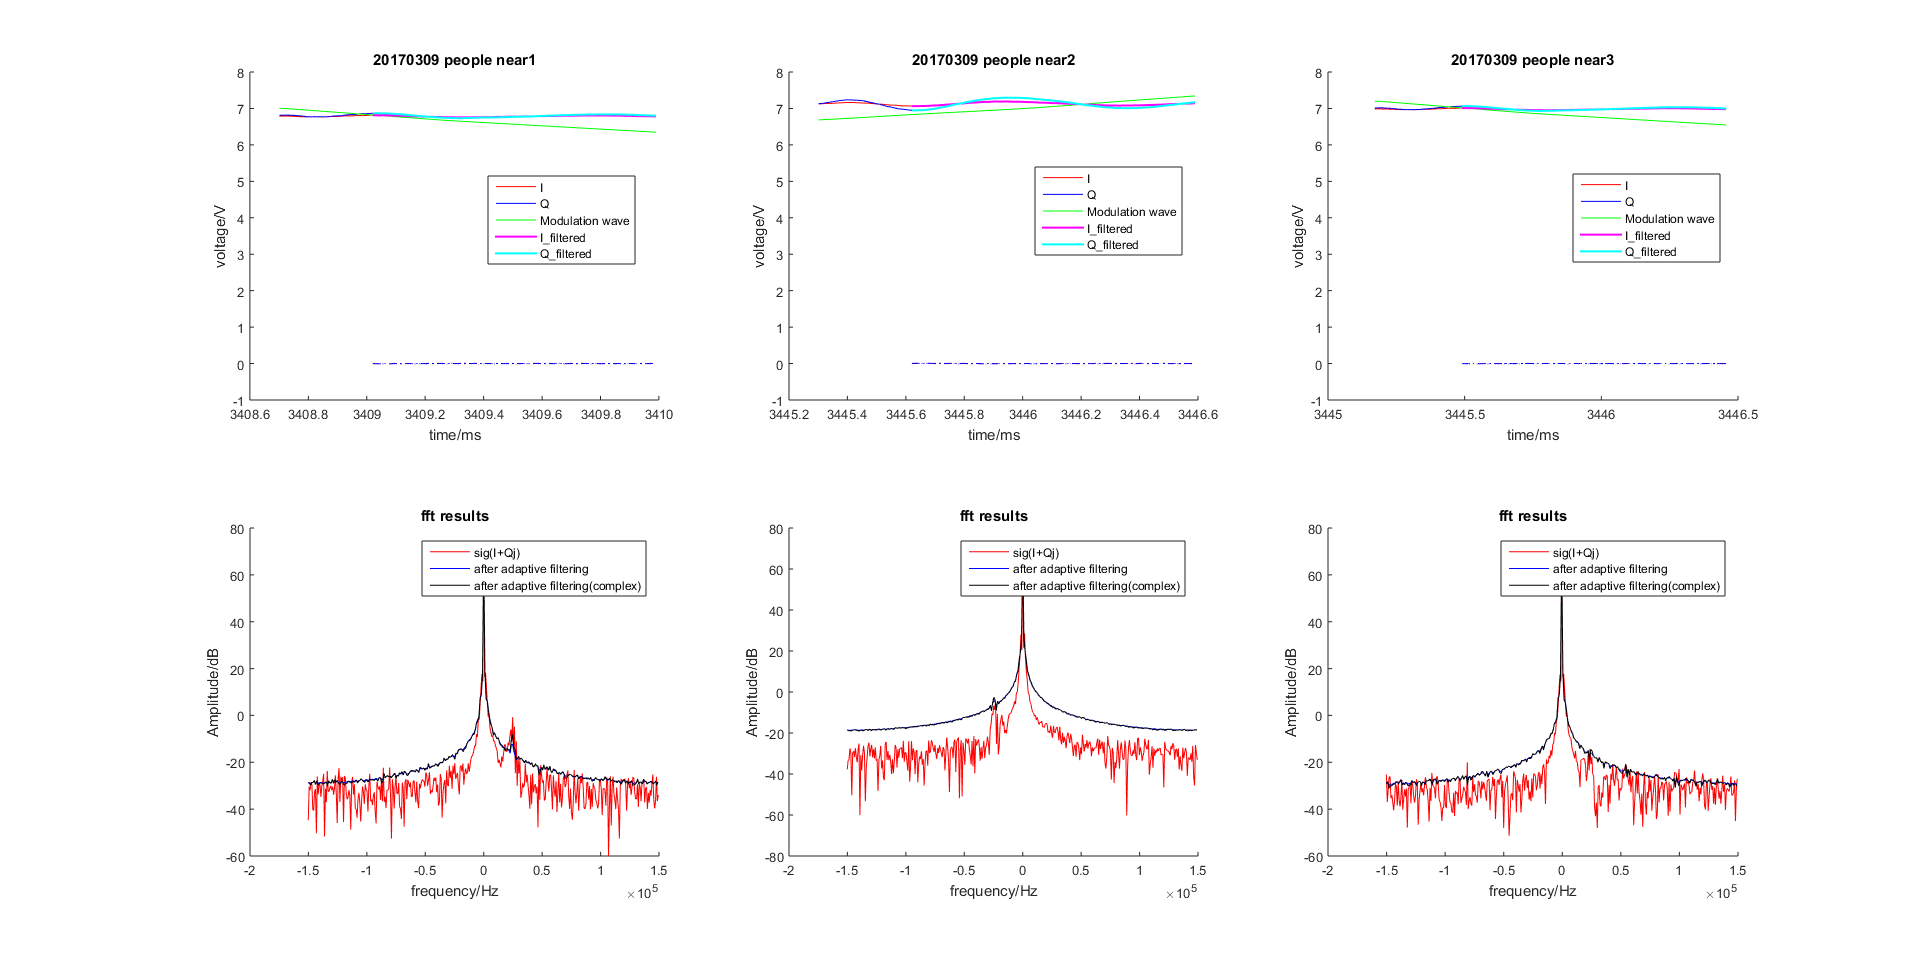 20170309 people near1
8
7
6
5
4
3
2
1
0
-1
voltage/V
I
Q
Modulation wave
I_filtered
Q_filtered
3408.6 3408.8 3409 3409.2 3409.4 3409.6 3409.8 3410
time/ms
20170309 people near2
8
7
6
5
4
3
2
1
0
-1
voltage/V
I
Q
Modulation wave
I_filtered
Q_filtered
3445.2 3445.4 3445.6 3445.8 3446 3446.2 3446.4 3446.6
time/ms
20170309 people near3
8
7
6
5
4
3
2
1
0
-1
voltage/V
I
Q
Modulation wave
I_filtered
Q_filtered
3445 3445.5 3446 3446.5
time/ms
fft results
80
60
40
20
0
-20
-40
-60
Amplitude/dB
sig(I+Qj)
after adaptive filtering
after adaptive filtering(complex)
-2 -1.5 -1 -0.5 0 0.5 1 1.5
frequency/Hz
×10^5
fft results
80
60
40
20
0
-20
-40
-60
-80
Amplitude/dB
sig(I+Qj)
after adaptive filtering
after adaptive filtering(complex)
-2 -1.5 -1 -0.5 0 0.5 1 1.5
frequency/Hz
×10^5
fft results
80
60
40
20
0
-20
-40
-60
Amplitude/dB
sig(I+Qj)
after adaptive filtering
after adaptive filtering(complex)
-2 -1.5 -1 -0.5 0 0.5 1 1.5
frequency/Hz
×10^5